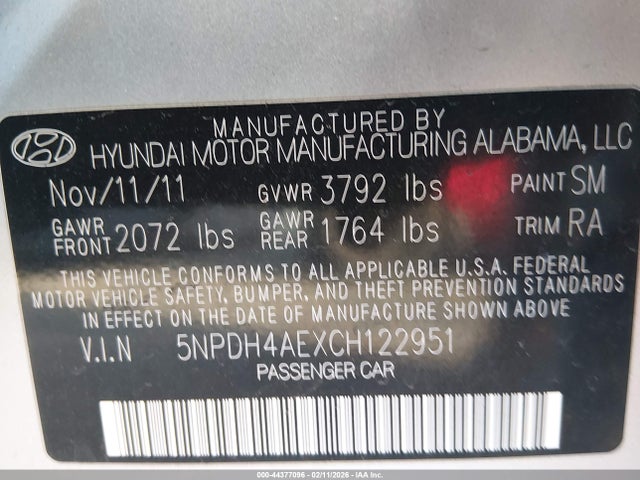 MANUFACTURED BY
HYUNDAI MOTOR MANUFACTURING ALABAMA, LLC
Nov/11/11 GVWR 3792 lbs PAINT SM
GAWR FRONT 2072 lbs GAWR REAR 1764 lbs TRIM RA
THIS VEHICLE CONFORMS TO ALL APPLICABLE U.S.A. FEDERAL
MOTOR VEHICLE SAFETY, BUMPER, AND THEFT PREVENTION STANDARDS
IN EFFECT ON THE DATE OF MANUFACTURE SHOWN ABOVE
V.I.N 5NPDH4AEXCH122951
PASSENGER CAR
000-44377096 - 02/11/2026 - IAA Inc.